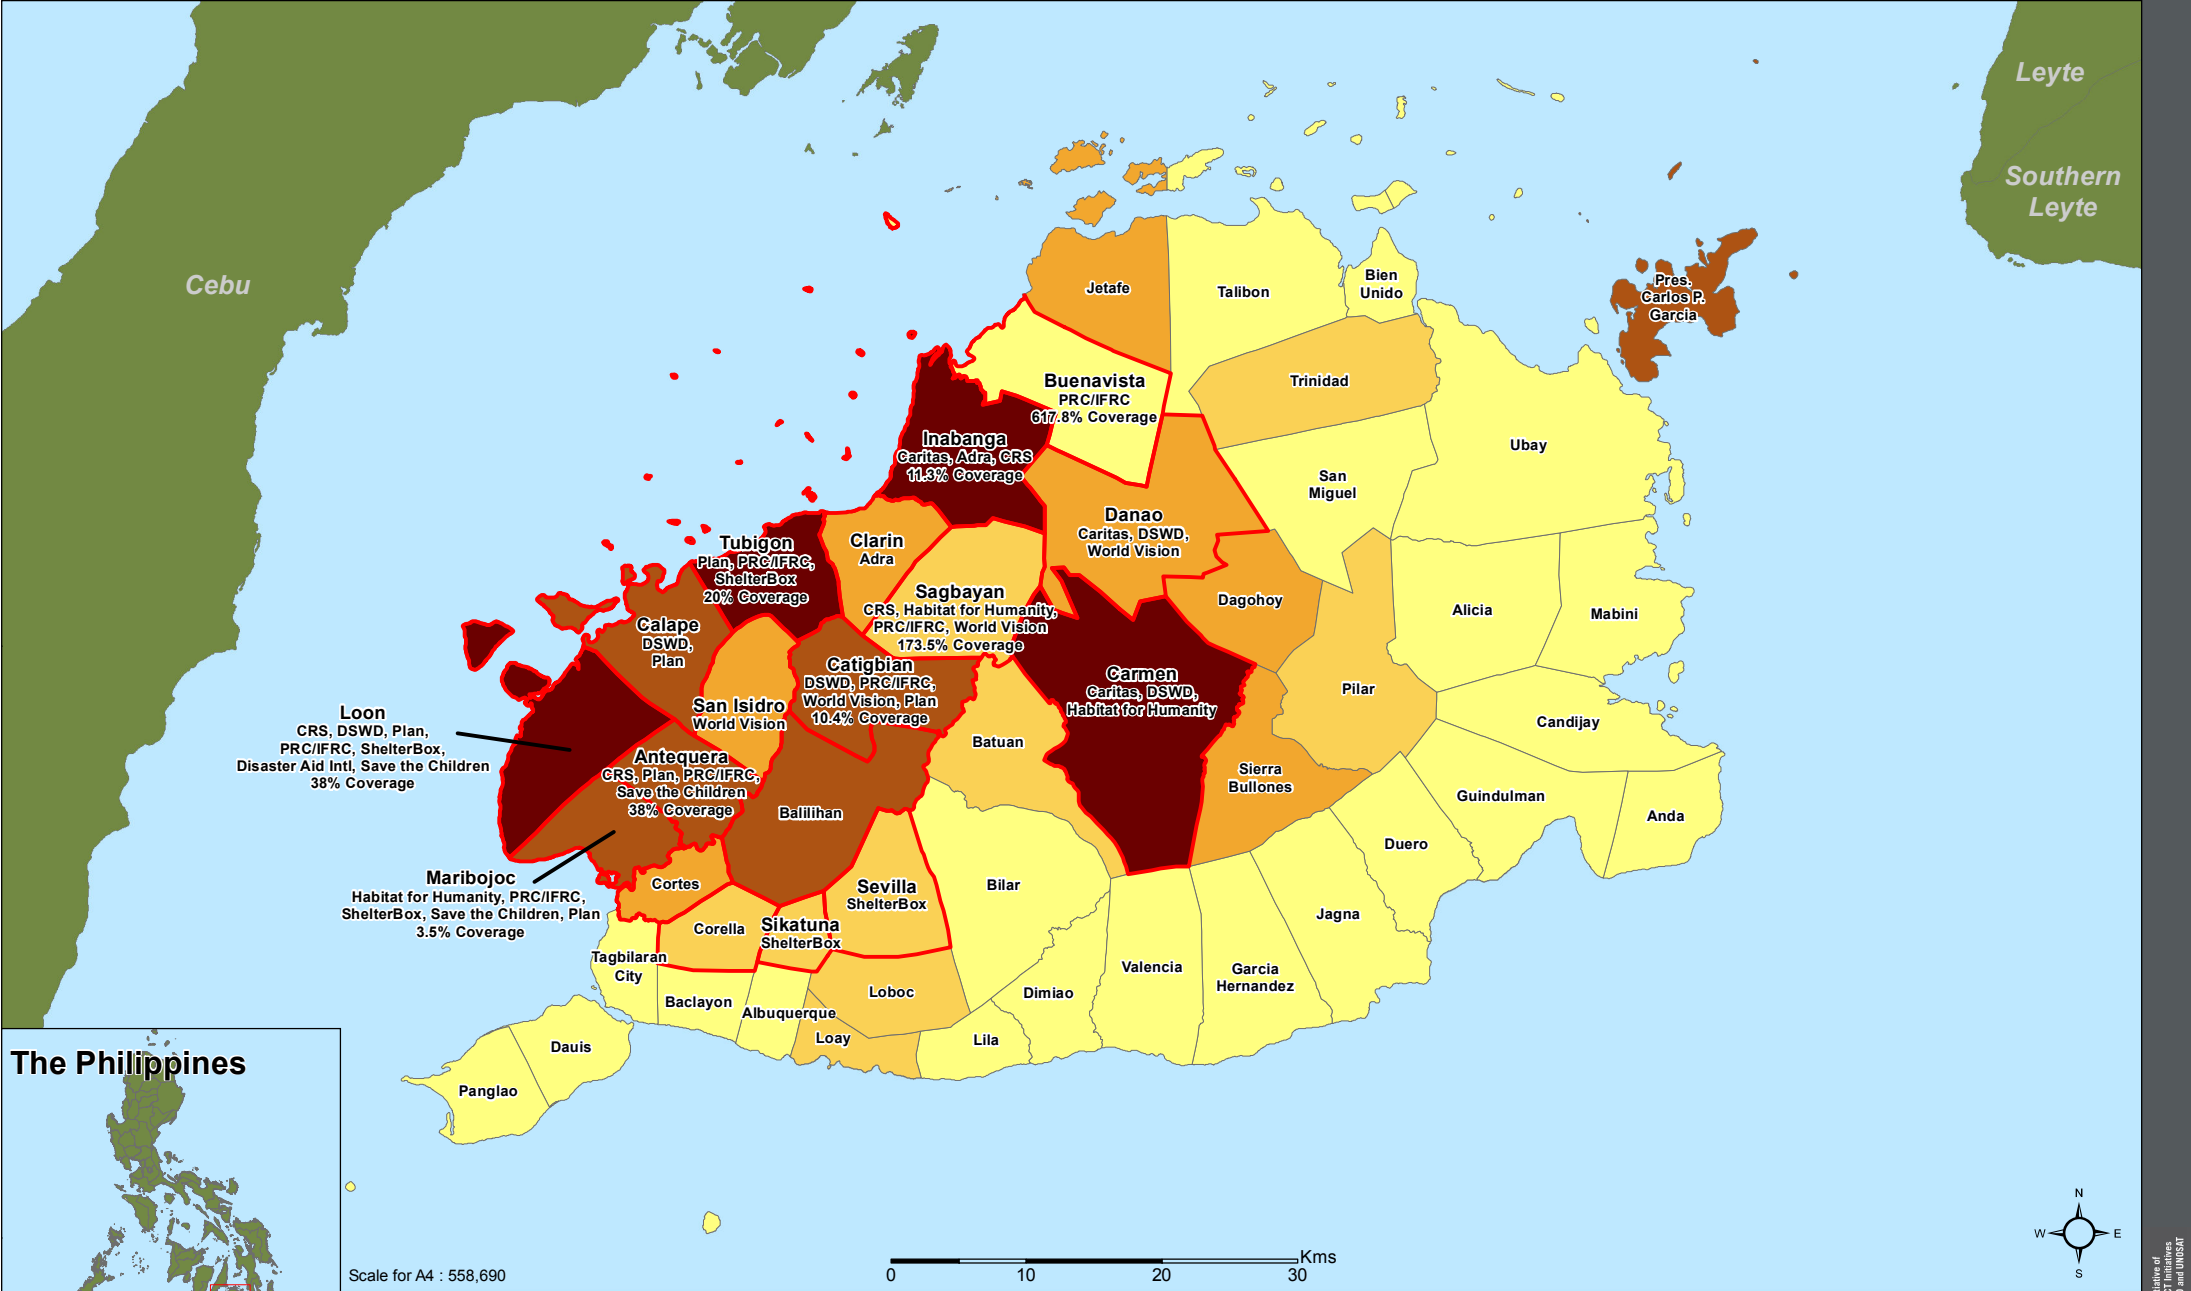 Leyte
Southern
Leyte
Cebu
Jetafe
Talibon
Bien
Unido
Pres.
Carlos P.
Garcia
Buenavista
PRC/IFRC
617.8% Coverage
Trinidad
Inabanga
Caritas, Adra, CRS
11.3% Coverage
Ubay
San
Miguel
Danao
Caritas, DSWD,
World Vision
Tubigon
Plan, PRC/IFRC,
ShelterBox
20% Coverage
Clarin
Adra
Sagbayan
CRS, Habitat for Humanity,
PRC/IFRC, World Vision
173.5% Coverage
Dagohoy
Alicia
Mabini
Calape
DSWD,
Plan
Catigbian
DSWD, PRC/IFRC,
World Vision, Plan
10.4% Coverage
Carmen
Caritas, DSWD,
Habitat for Humanity
Pilar
San Isidro
World Vision
Candijay
Loon
CRS, DSWD, Plan,
PRC/IFRC, ShelterBox,
Disaster Aid Intl, Save the Children
38% Coverage
Batuan
Antequera
CRS, Plan, PRC/IFRC,
Save the Children
38% Coverage
Sierra
Bullones
Guindulman
Anda
Balilihan
Duero
Maribojoc
Habitat for Humanity, PRC/IFRC,
ShelterBox, Save the Children, Plan
3.5% Coverage
Cortes
Sevilla
ShelterBox
Bilar
Jagna
Corella
Sikatuna
ShelterBox
Tagbilaran
City
Valencia
Garcia
Hernandez
Baclayon
Albuquerque
Loboc
Dimiao
Loay
Lila
Dauis
Panglao
The Philippines
Scale for A4 : 558,690
Kms
0 10 20 30
N
W E
S
iative of
CT Initiatives
and UNOSAT